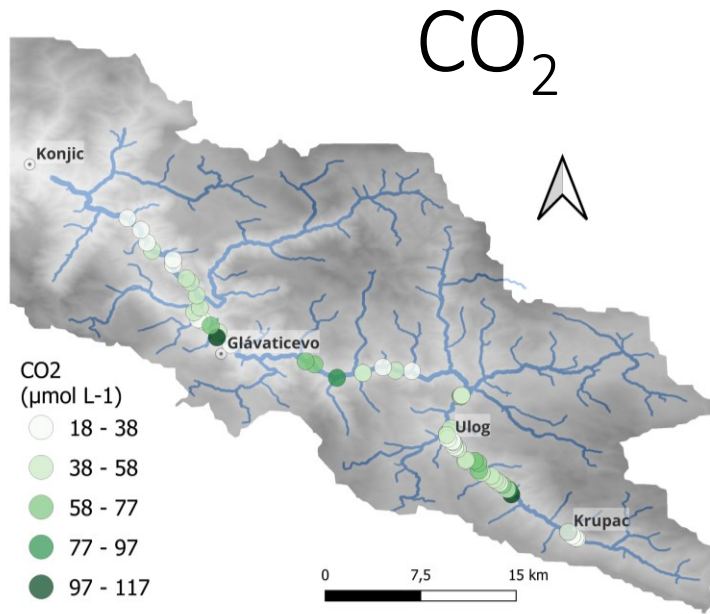 CO₂
Konjic
Glávaticevo
Ulog
Krupac
CO2
(µmol L-1)
18 - 38
38 - 58
58 - 77
77 - 97
97 - 117
0 7,5 15 km